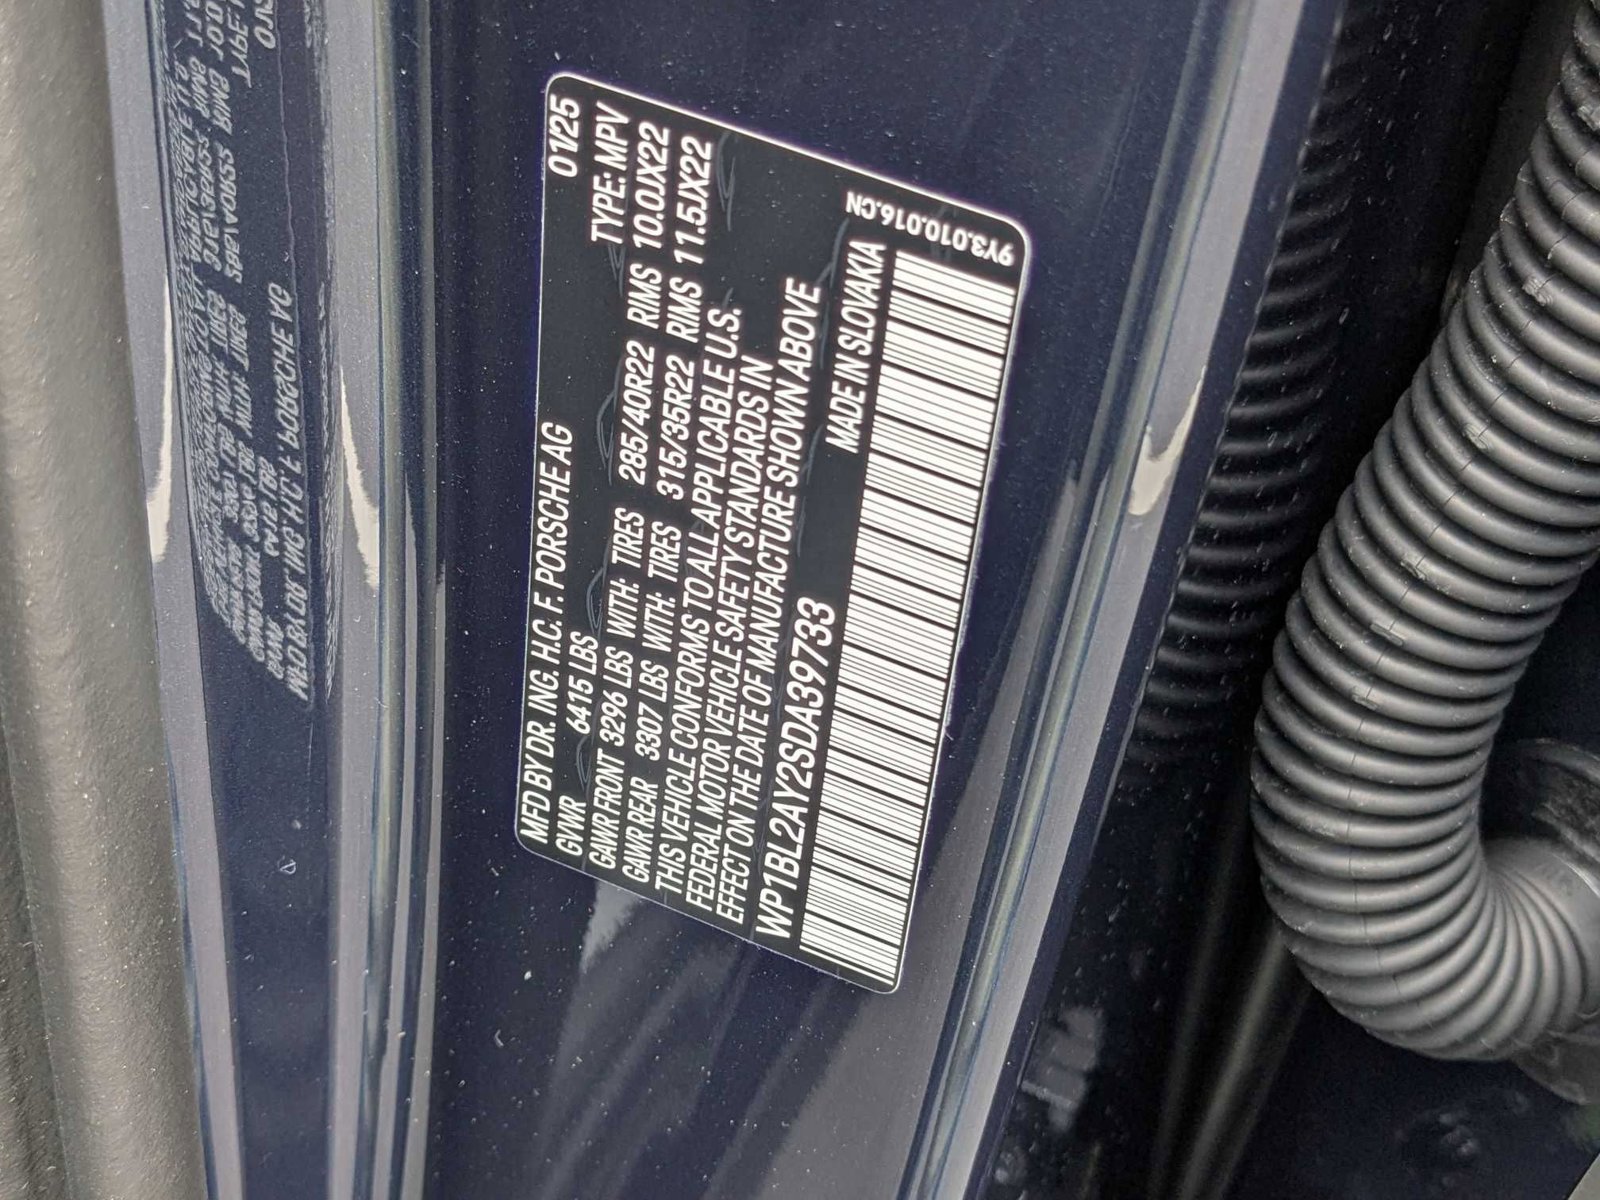 MFD BY DR. ING. H.C. F. PORSCHE AG 01/25
GVWR 6415 LBS TYPE: MPV
GAWR FRONT 3296 LBS WITH: TIRES 285/40R22 RIMS 10.0JX22
GAWR REAR 3307 LBS WITH: TIRES 315/35R22 RIMS 11.5JX22
THIS VEHICLE CONFORMS TO ALL APPLICABLE U.S.
FEDERAL MOTOR VEHICLE SAFETY STANDARDS IN
EFFECT ON THE DATE OF MANUFACTURE SHOWN ABOVE
WP1BL2AY2SDA39733 MADE IN SLOVAKIA
9Y3.010.016.CN